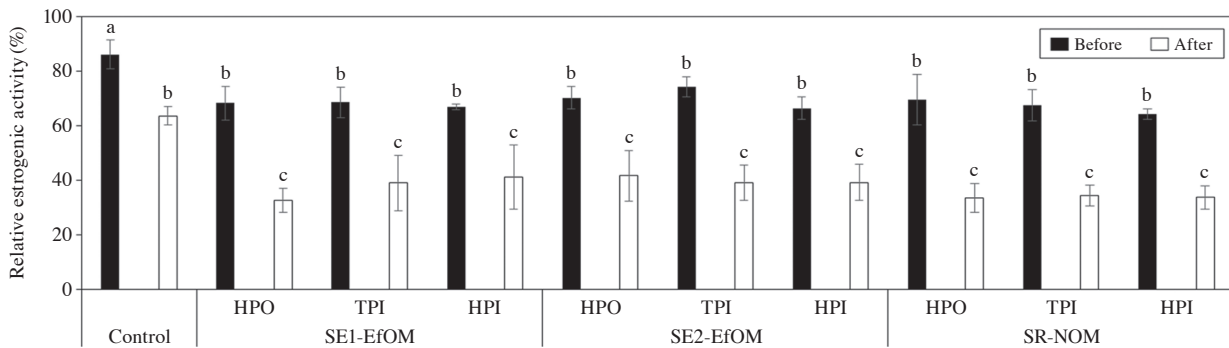 100
80
60
40
20
0
Relative estrogenic activity (%)
Before After
a
b
b
c
b
c
b
c
b
c
b
c
b
c
b
c
b
c
b
c
HPO TPI HPI HPO TPI HPI HPO TPI HPI
Control SE1-EfOM SE2-EfOM SR-NOM